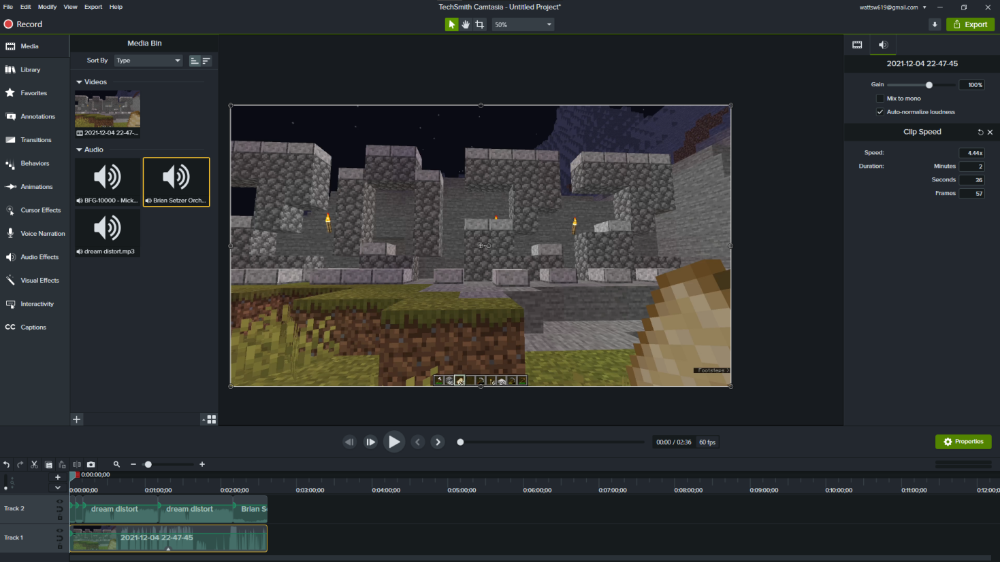 File Edit Modify View Export Help
TechSmith Camtasia - Untitled Project*
wattsw619@gmail.com
Record
50%
Export
Media
Library
Favorites
Annotations
Transitions
Behaviors
Animations
Cursor Effects
Voice Narration
Audio Effects
Visual Effects
Interactivity
CC Captions
Media Bin
Sort By Type
Videos
2021-12-04 22-47-...
Audio
BFG-10000 - Mick...
Brian Setzer Orch...
dream distort.mp3
Footsteps >
2021-12-04 22-47-45
Gain 100%
Mix to mono
Auto-normalize loudness
Clip Speed
Speed: 4.44x
Duration: Minutes 2
Seconds 36
Frames 57
00:00 / 02:36 60 fps
Properties
0:00:00;00
0:00:00;00 0:01:00;00 0:02:00;00 0:03:00;00 0:04:00;00 0:05:00;00 0:06:00;00 0:07:00;00 0:08:00;00 0:09:00;00 0:10:00;00 0:11:00;00 0:12:00;0
Track 2
dream distort dream distort Brian S
Track 1
2021-12-04 22-47-45